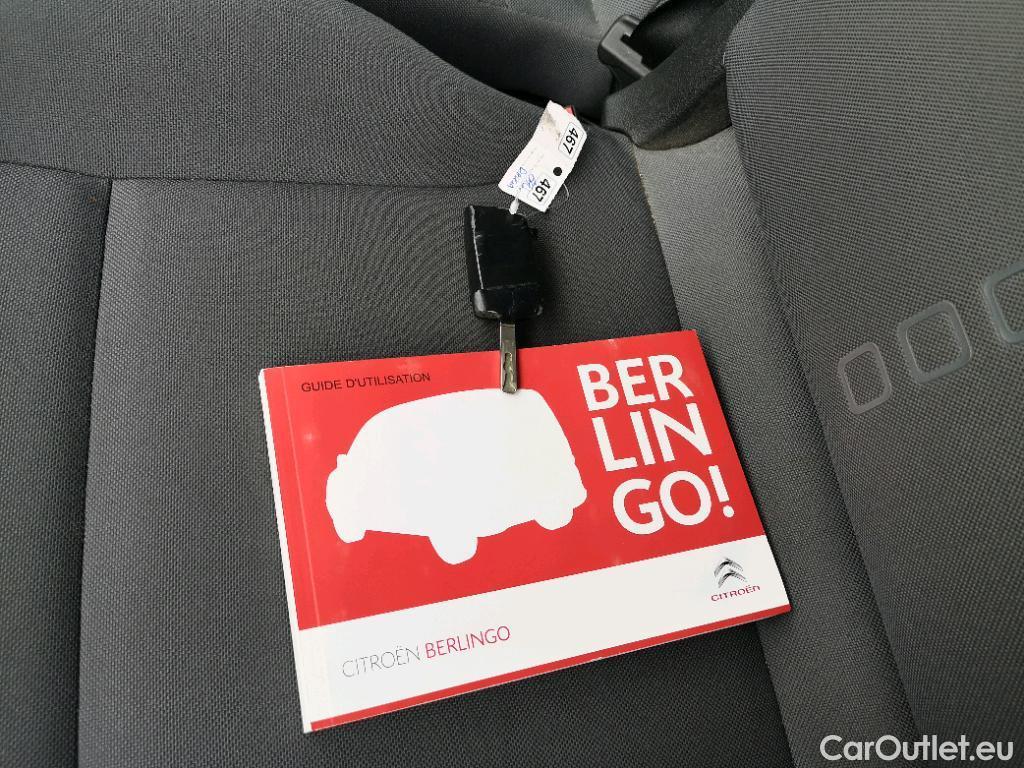 467
467
GUIDE D'UTILISATION
BER
LIN
GO!
CITROËN
CITROËN BERLINGO
CarOutlet.eu